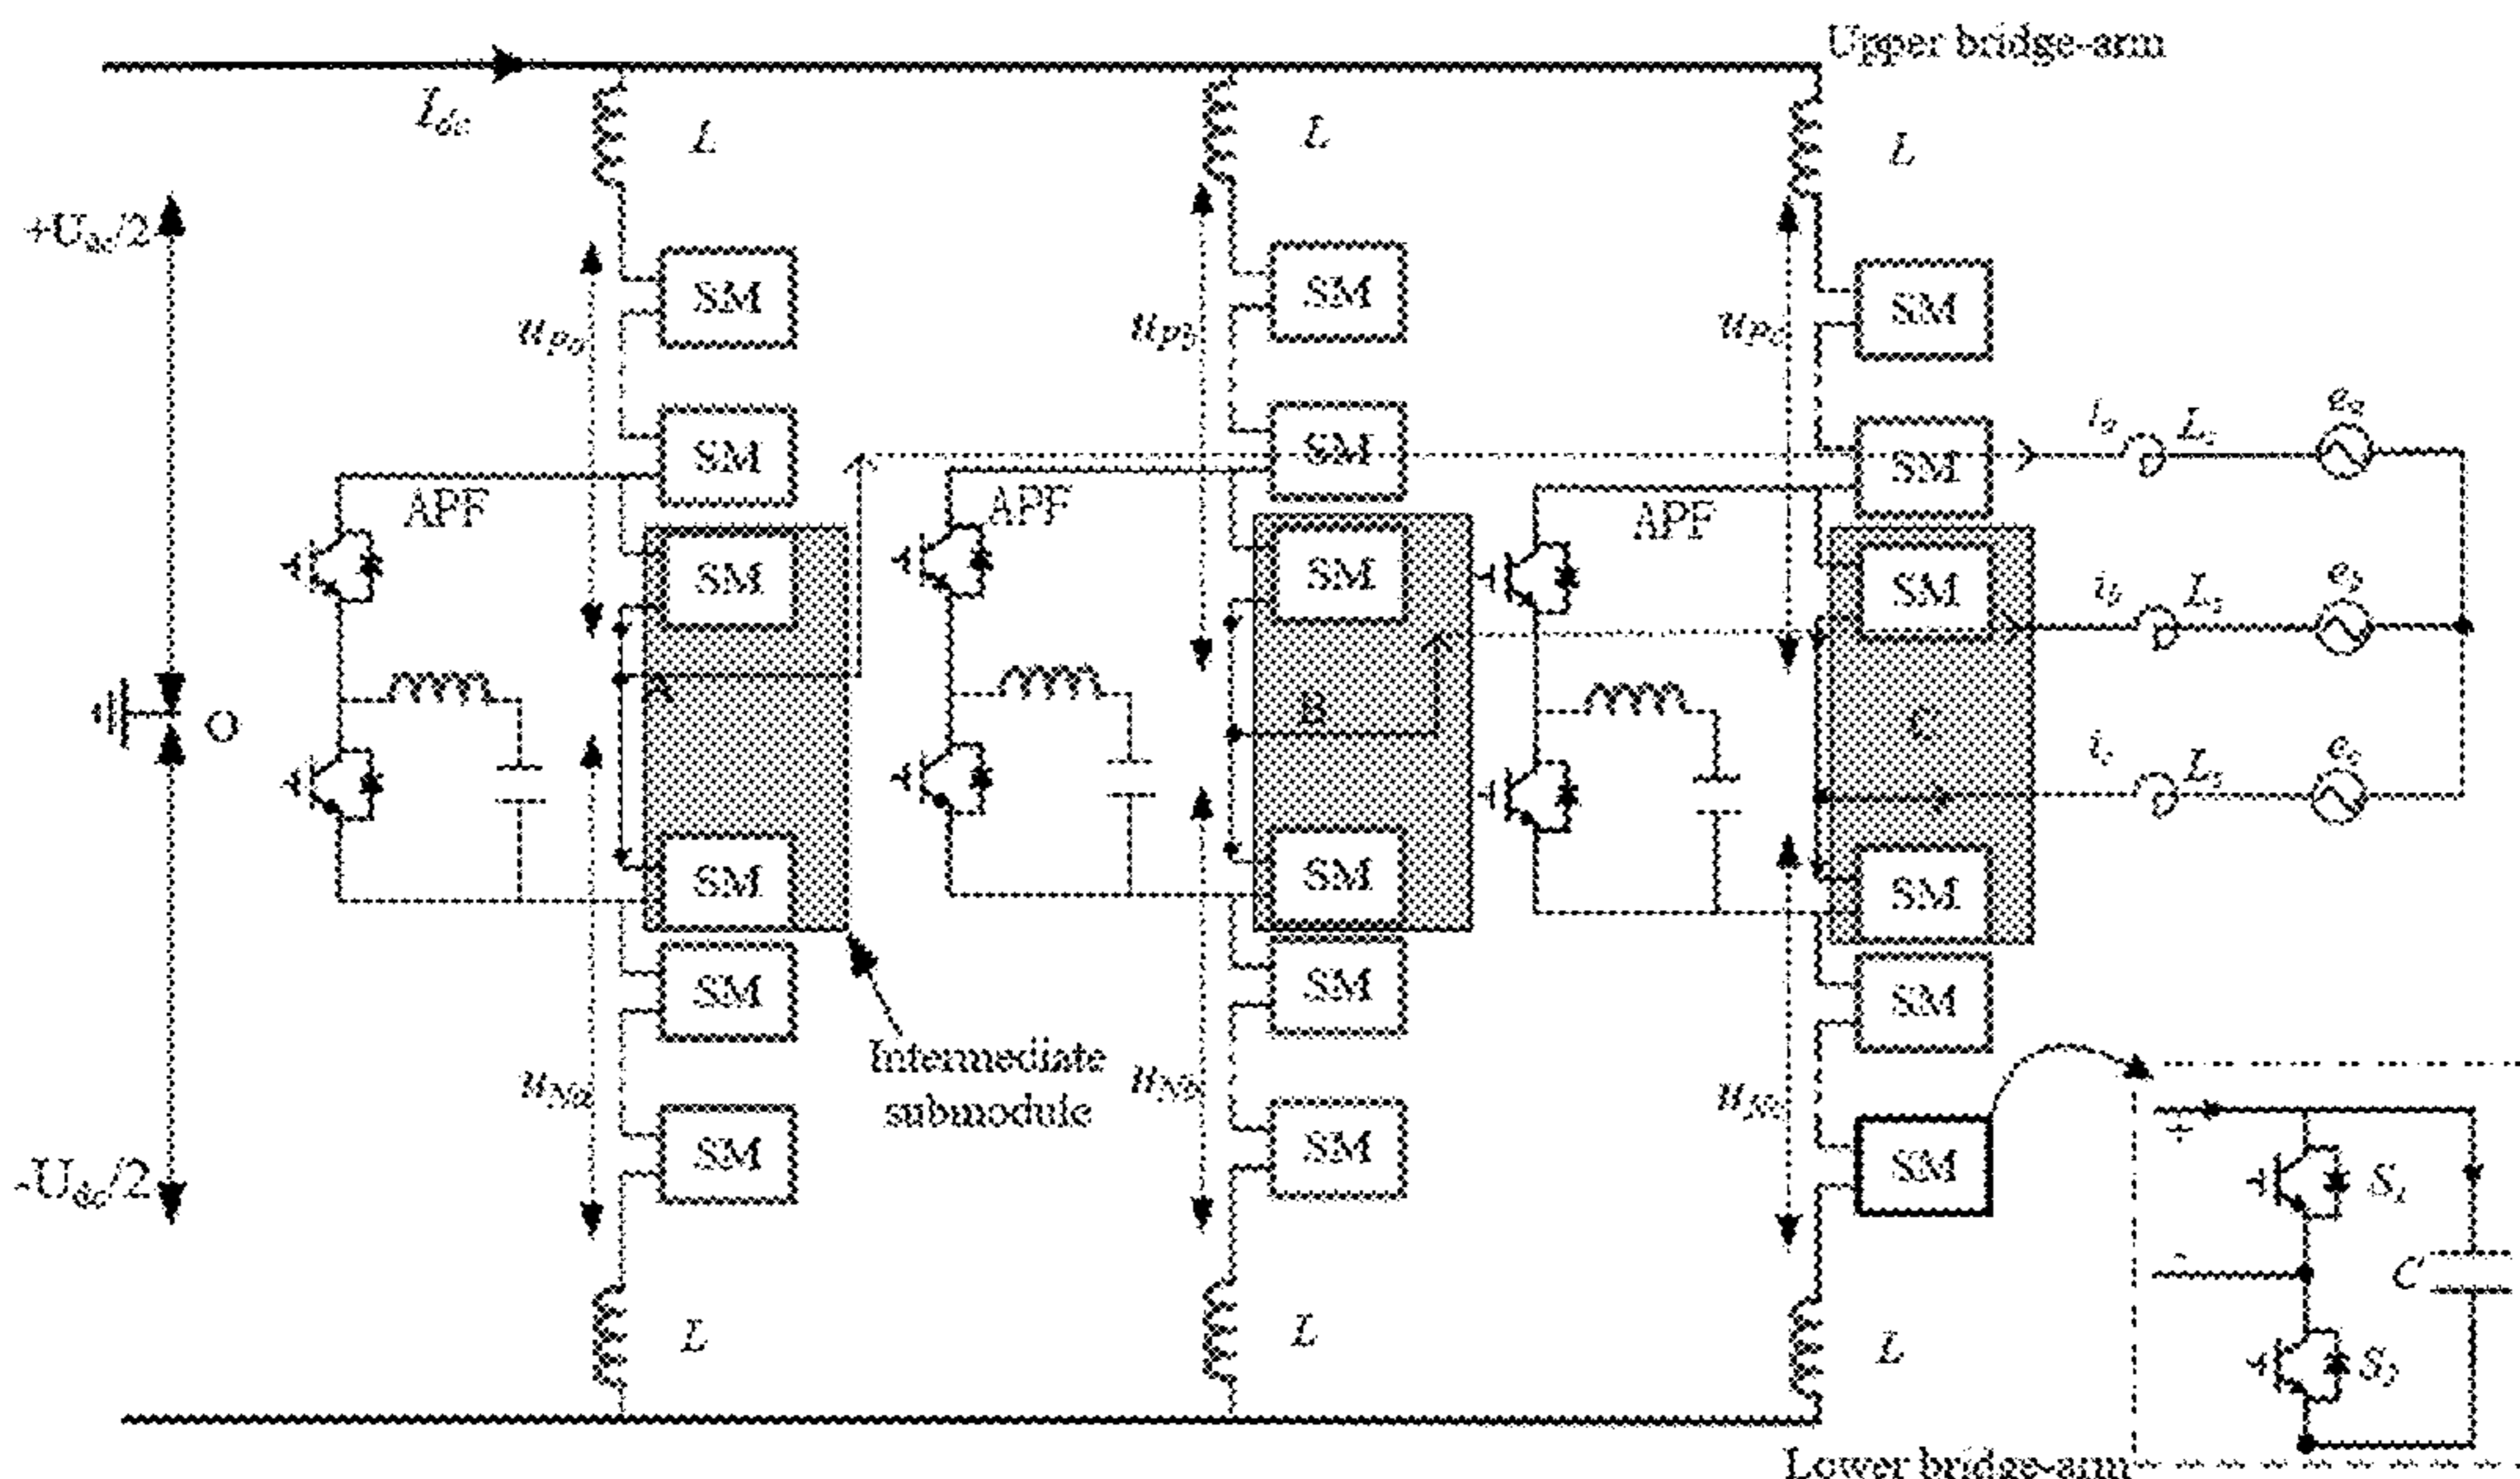 Upper bridge-arm
I_dc
L
L
L
+U_dc/2
SM
SM
SM
u_Pa
u_Pb
u_Pc
SM
SM
SM
i_a
L_s
e_a
APF
APF
APF
SM
SM
SM
i_b
L_s
e_b
A
B
C
O
i_c
L_s
e_c
SM
SM
SM
SM
SM
SM
Intermediate
submodule
u_Na
u_Nb
u_Nc
-U_dc/2
SM
SM
SM
+
-
S_1
C
S_2
L
L
L
Lower bridge-arm